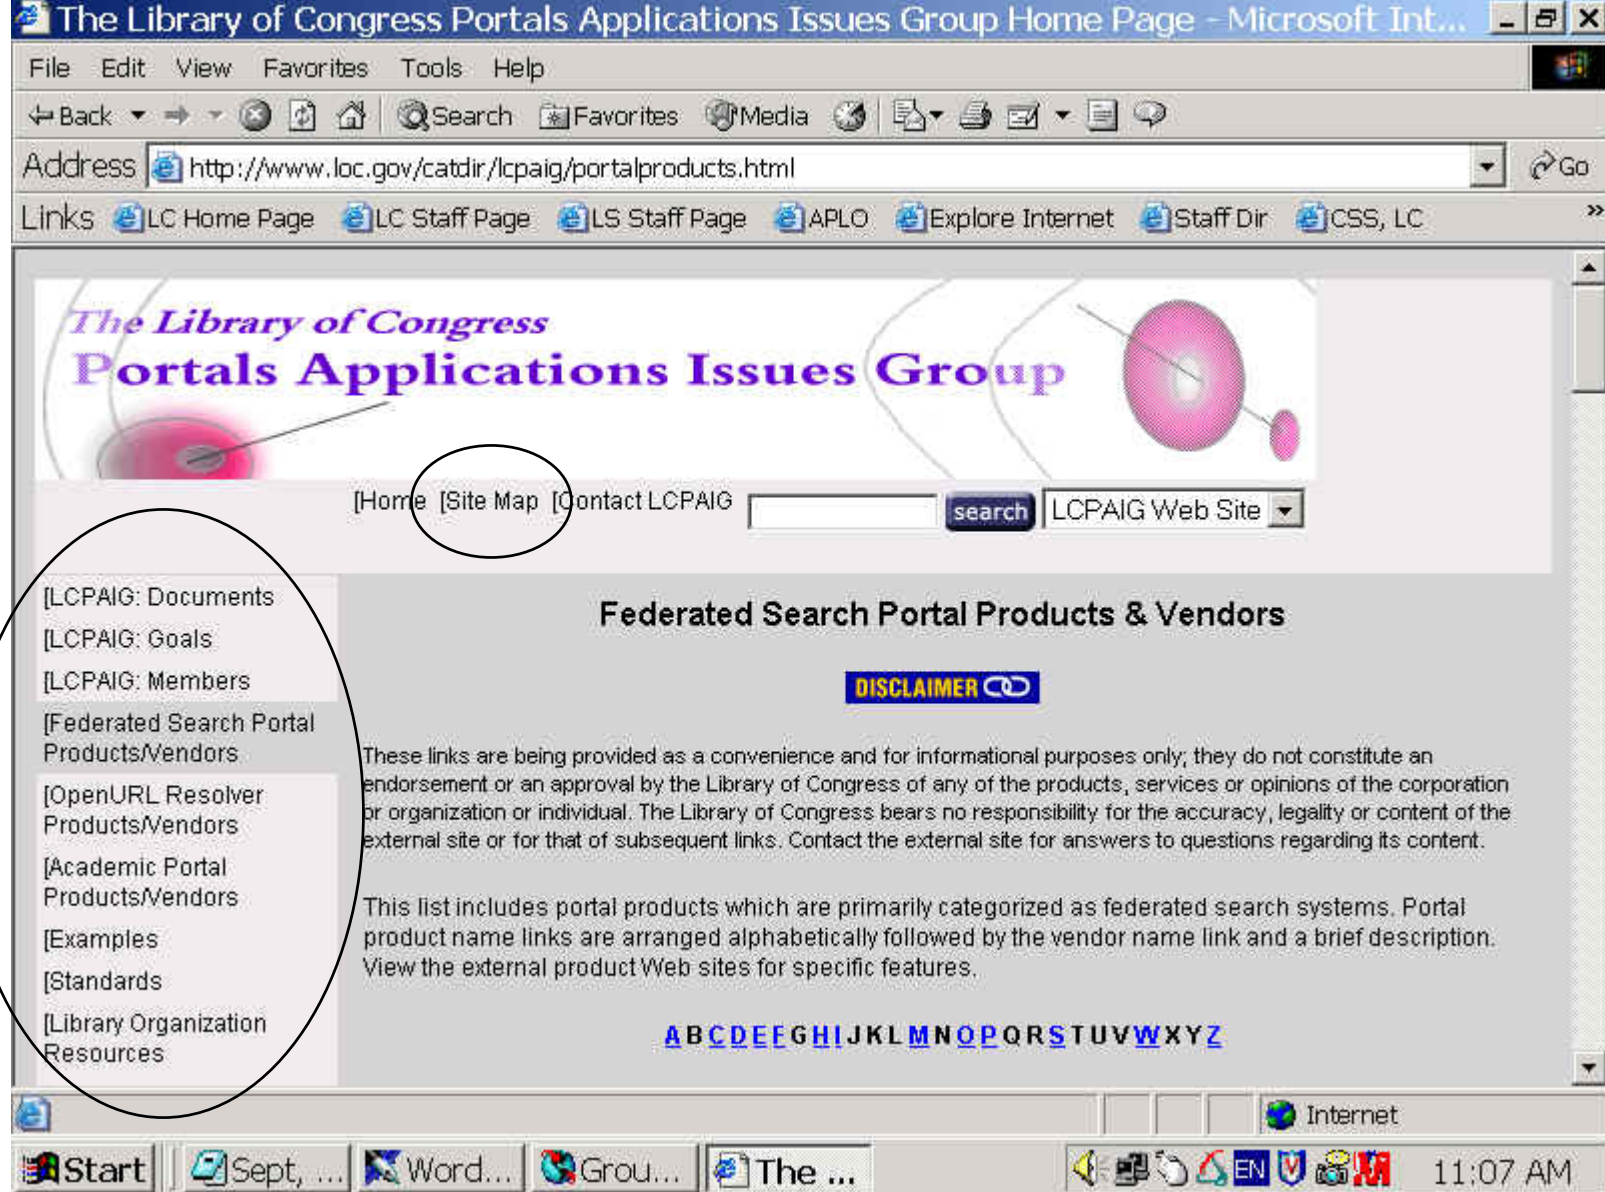 The Library of Congress Portals Applications Issues Group Home Page - Microsoft Int...
File Edit View Favorites Tools Help
Back Search Favorites Media
Address http://www.loc.gov/catdir/lcpaig/portalproducts.html Go
Links LC Home Page LC Staff Page LS Staff Page APLO Explore Internet Staff Dir CSS, LC »
The Library of Congress
Portals Applications Issues Group
[Home [Site Map [Contact LCPAIG search LCPAIG Web Site
[LCPAIG: Documents
[LCPAIG: Goals
[LCPAIG: Members
[Federated Search Portal
Products/Vendors
[OpenURL Resolver
Products/Vendors
[Academic Portal
Products/Vendors
[Examples
[Standards
[Library Organization
Resources
Federated Search Portal Products & Vendors
DISCLAIMER
These links are being provided as a convenience and for informational purposes only; they do not constitute an
endorsement or an approval by the Library of Congress of any of the products, services or opinions of the corporation
or organization or individual. The Library of Congress bears no responsibility for the accuracy, legality or content of the
external site or for that of subsequent links. Contact the external site for answers to questions regarding its content.
This list includes portal products which are primarily categorized as federated search systems. Portal
product name links are arranged alphabetically followed by the vendor name link and a brief description.
View the external product Web sites for specific features.
A B C D E F G H I J K L M N O P Q R S T U V W X Y Z
Internet
Start Sept, ... Word... Grou... The ... EN 11:07 AM